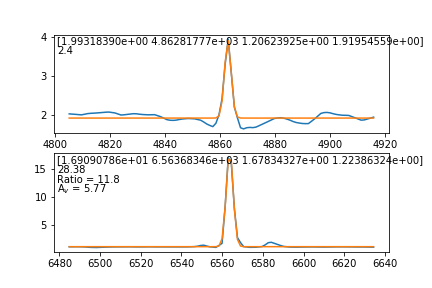 [1.99318390e+00 4.86281777e+03 1.20623925e+00 1.91954559e+00]
2.4
4
3
2
4800 4820 4840 4860 4880 4900 4920
[1.69090786e+01 6.56368346e+03 1.67834327e+00 1.22386324e+00]
28.38
Ratio = 11.8
Aᵥ = 5.77
15
10
5
6480 6500 6520 6540 6560 6580 6600 6620 6640